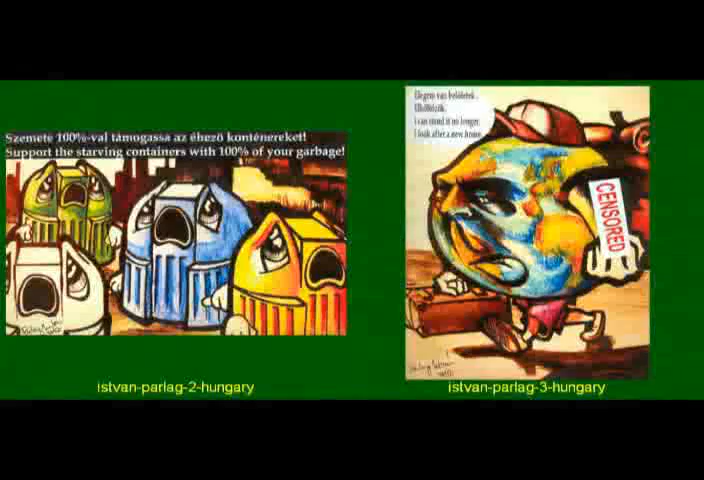 Szemete 100%-val támogassa az éhező konténereket!
Support the starving containers with 100% of your garbage!
Elegem van belőletek.
Elköltözök.
i can stand it no longer.
I look after a new home.
CENSORED
istvan-parlag-2-hungary
istvan-parlag-3-hungary